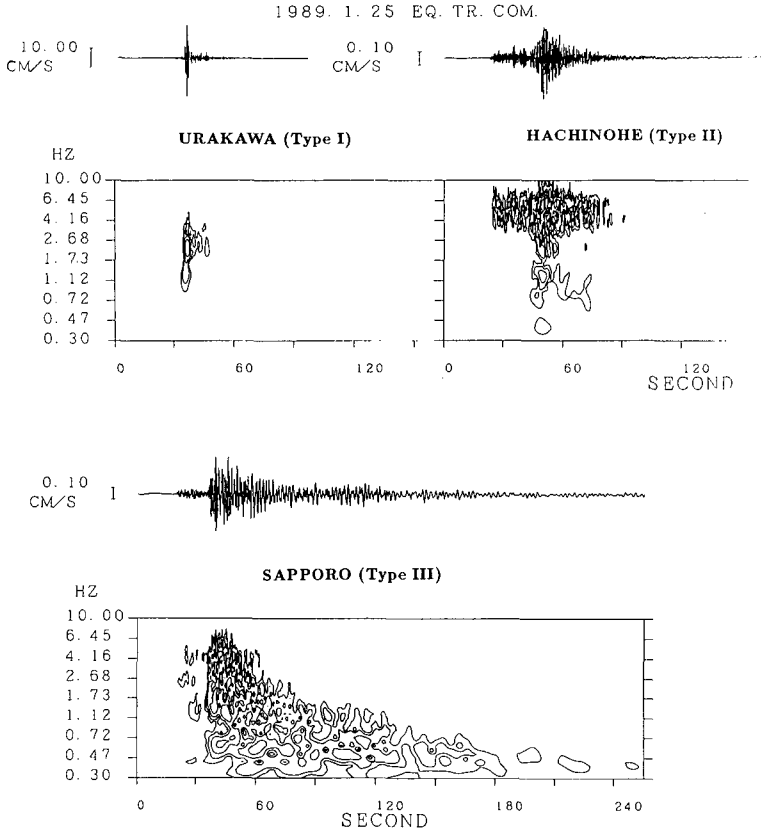 1989. 1. 25 EQ. TR. COM.
10. 00
CM/S
0. 10
CM/S
URAKAWA (Type I)
HACHINOHE (Type II)
HZ
10. 00
6. 45
4. 16
2. 68
1. 73
1. 12
0. 72
0. 47
0. 30
0
60
120
0
60
120
SECOND
0. 10
CM/S
SAPPORO (Type III)
HZ
10. 00
6. 45
4. 16
2. 68
1. 73
1. 12
0. 72
0. 47
0. 30
0
60
120
180
240
SECOND